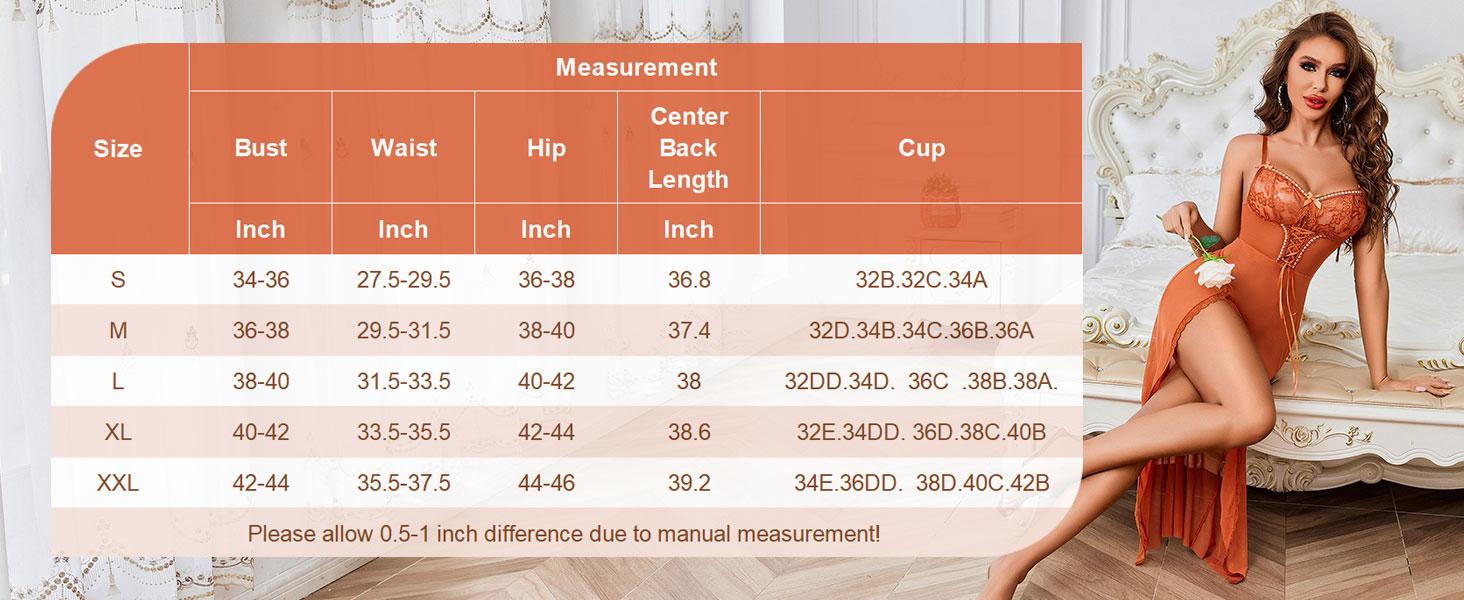 Measurement
Size Bust Waist Hip Center Back Length Cup
Inch Inch Inch Inch
S 34-36 27.5-29.5 36-38 36.8 32B.32C.34A
M 36-38 29.5-31.5 38-40 37.4 32D.34B.34C.36B.36A
L 38-40 31.5-33.5 40-42 38 32DD.34D.  36C  .38B.38A.
XL 40-42 33.5-35.5 42-44 38.6 32E.34DD. 36D.38C.40B
XXL 42-44 35.5-37.5 44-46 39.2 34E.36DD.  38D.40C.42B
Please allow 0.5-1 inch difference due to manual measurement!